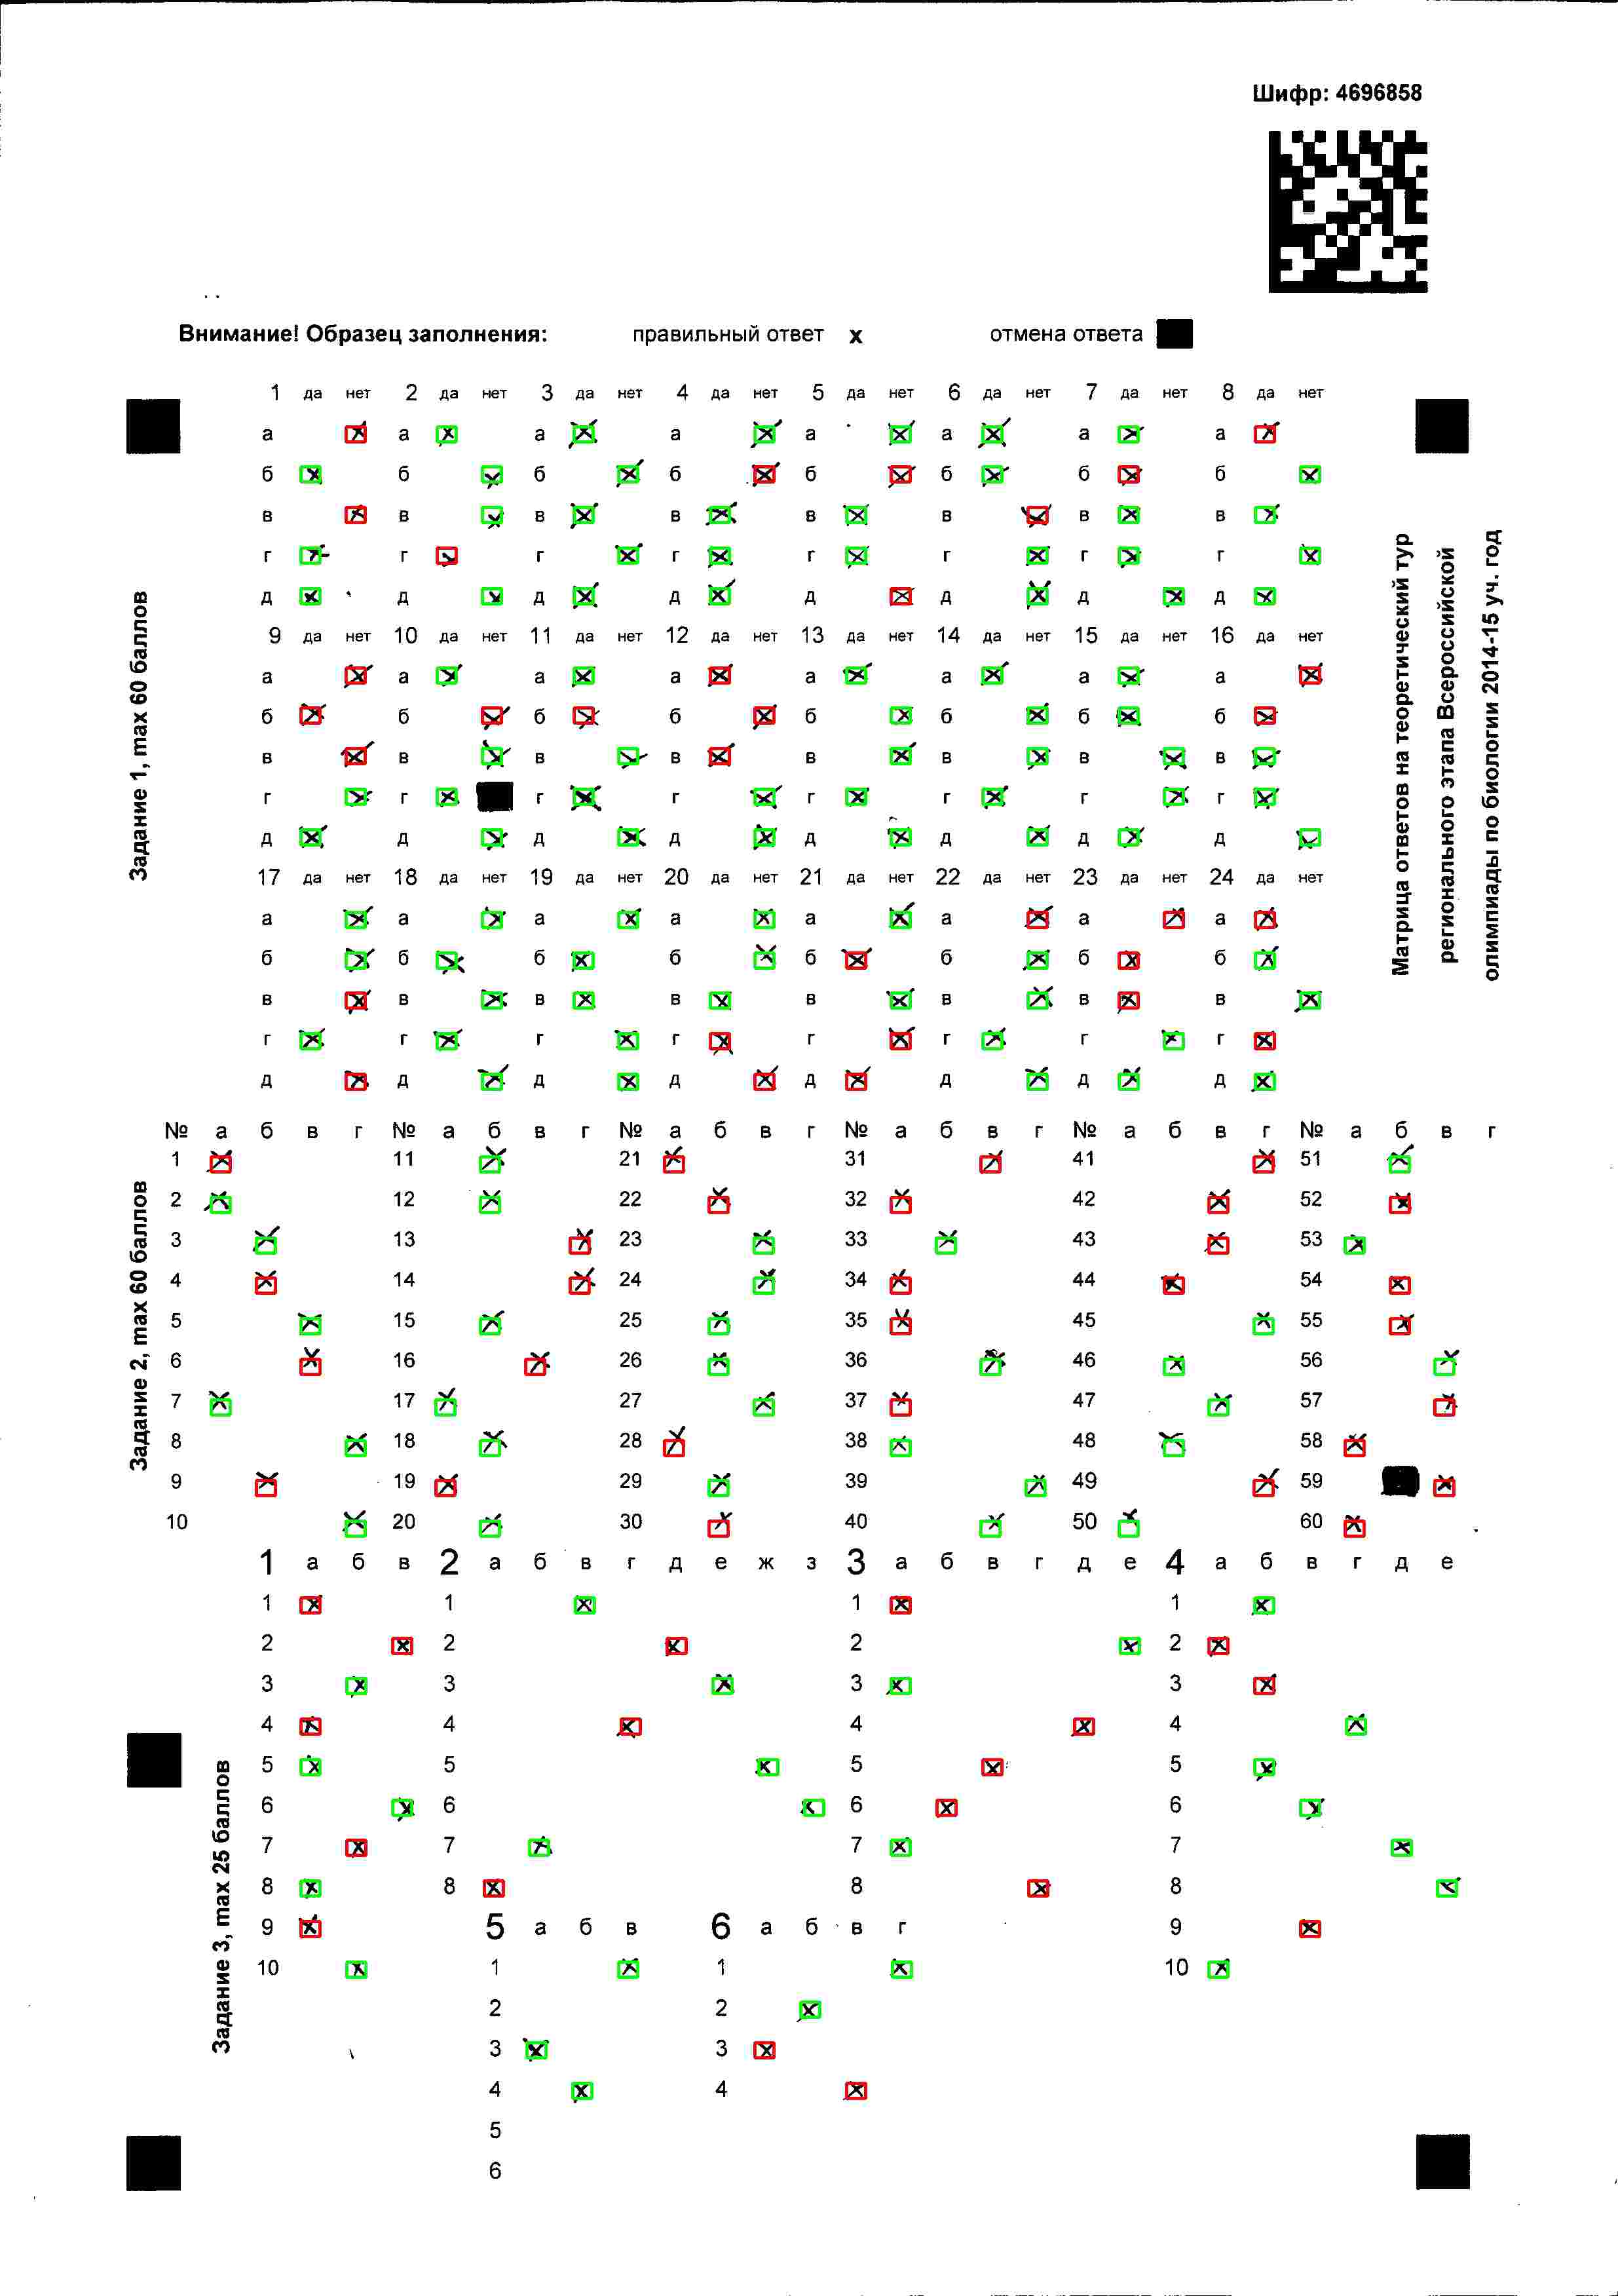 Шифр: 4696858
Внимание! Образец заполнения: правильный ответ x отмена ответа
1 да нет 2 да нет 3 да нет 4 да нет 5 да нет 6 да нет 7 да нет 8 да нет
а а а а а а а а
б б б б б б б б
в в в в в в в в
г г г г г г г г
д д д д д д д д
9 да нет 10 да нет 11 да нет 12 да нет 13 да нет 14 да нет 15 да нет 16 да нет
а а а а а а а а
б б б б б б б б
в в в в в в в в
г г г г г г г г
д д д д д д д д
17 да нет 18 да нет 19 да нет 20 да нет 21 да нет 22 да нет 23 да нет 24 да нет
а а а а а а а а
б б б б б б б б
в в в в в в в в
г г г г г г г г
д д д д д д д д
Задание 1, max 60 баллов
Матрица ответов на теоретический тур
регионального этапа Всероссийской
олимпиады по биологии 2014-15 уч. год
№ а б в г № а б в г № а б в г № а б в г № а б в г № а б в г
1 11 21 31 41 51
2 12 22 32 42 52
3 13 23 33 43 53
4 14 24 34 44 54
5 15 25 35 45 55
6 16 26 36 46 56
7 17 27 37 47 57
8 18 28 38 48 58
9 19 29 39 49 59
10 20 30 40 50 60
Задание 2, max 60 баллов
1 а б в 2 а б в г д е ж з 3 а б в г д е 4 а б в г д е
1 1 1 1
2 2 2 2
3 3 3 3
4 4 4 4
5 5 5 5
6 6 6 6
7 7 7 7
8 8 8 8
9 5 а б в 6 а б в г 9
10 1 1 10
2 2
3 3
4 4
5
6
Задание 3, max 25 баллов